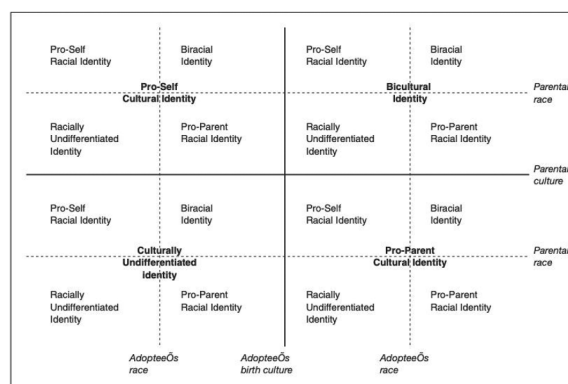 Pro-Self
Racial Identity
Biracial
Identity
Pro-Self
Racial Identity
Biracial
Identity
Pro-Self
Cultural Identity
Bicultural
Identity
Parental
race
Racially
Undifferentiated
Identity
Pro-Parent
Racial Identity
Racially
Undifferentiated
Identity
Pro-Parent
Racial Identity
Parental
culture
Pro-Self
Racial Identity
Biracial
Identity
Pro-Self
Racial Identity
Biracial
Identity
Culturally
Undifferentiated
Identity
Pro-Parent
Cultural Identity
Parental
race
Racially
Undifferentiated
Identity
Pro-Parent
Racial Identity
Racially
Undifferentiated
Identity
Pro-Parent
Racial Identity
AdopteeÕs
race
AdopteeÕs
birth culture
AdopteeÕs
race